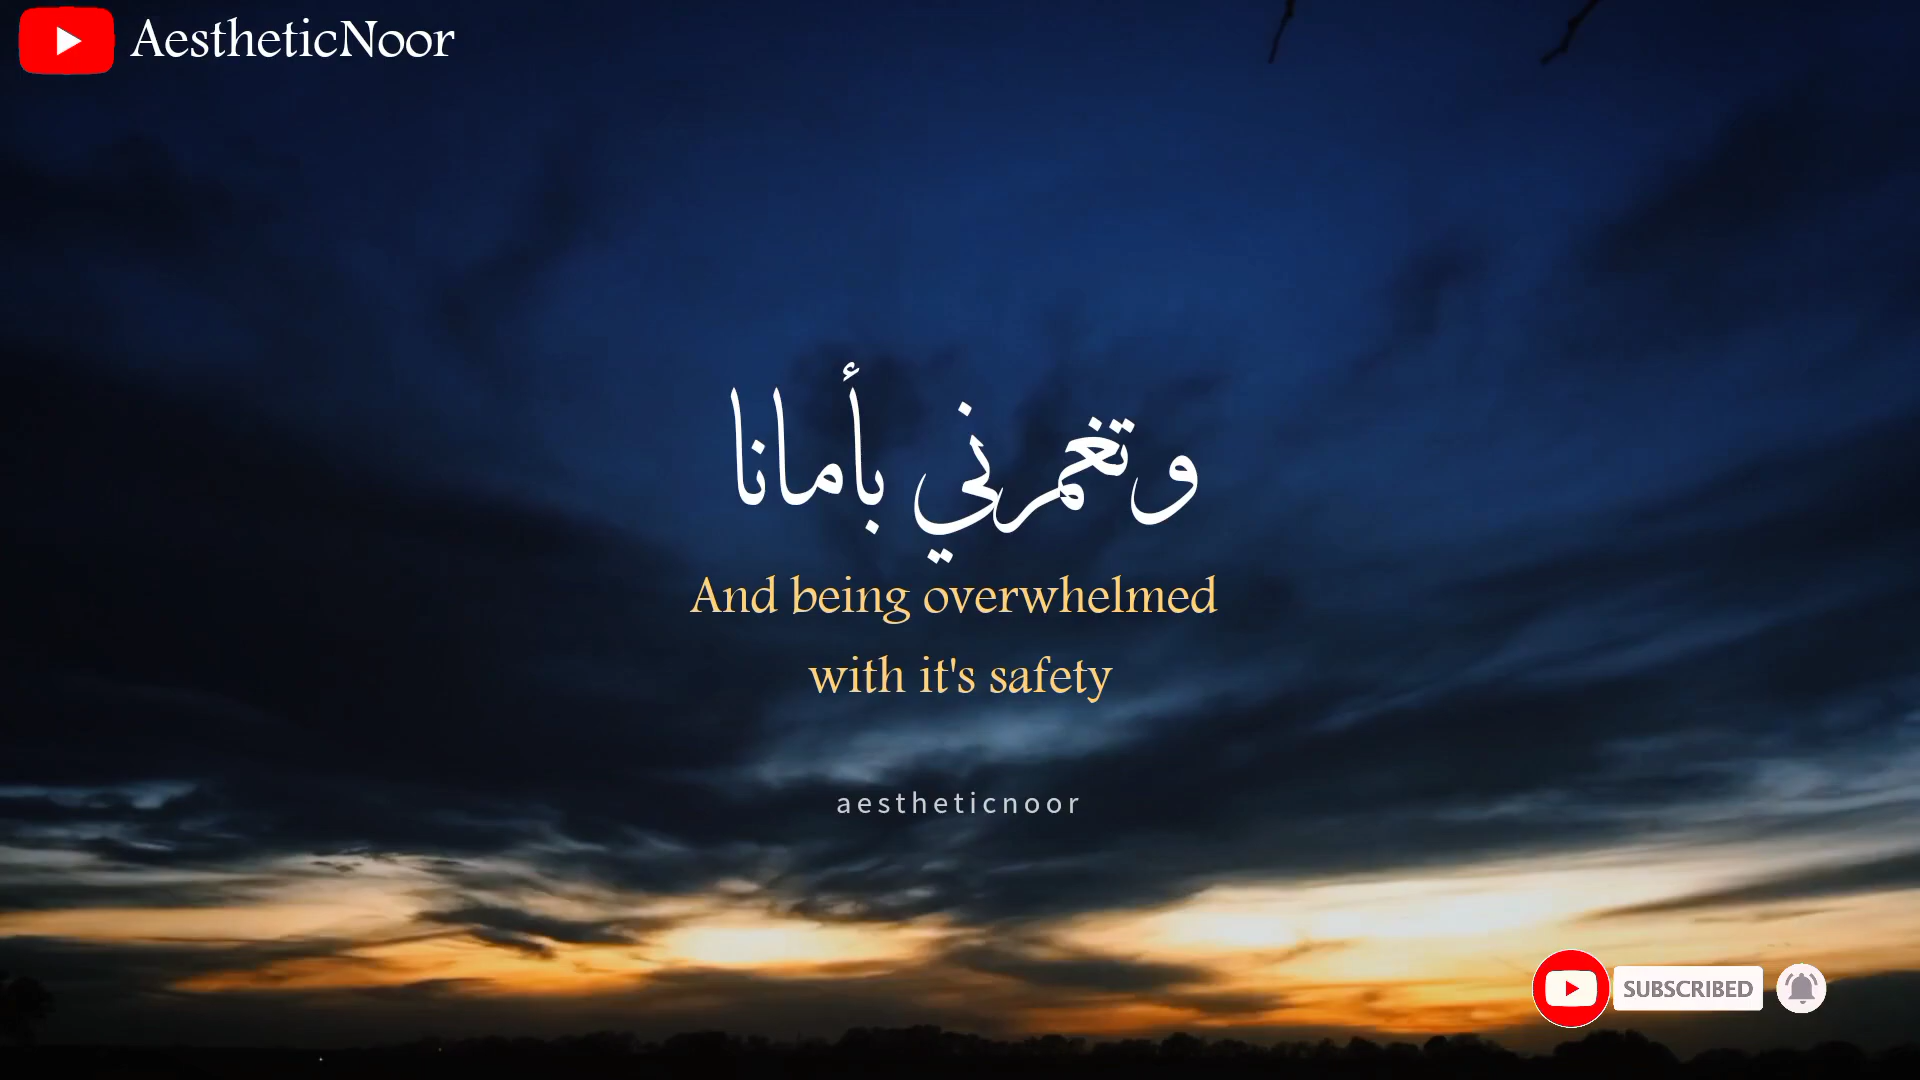 AestheticNoor
وتغمرني بأمانا
And being overwhelmed
with it's safety
aestheticnoor
SUBSCRIBED